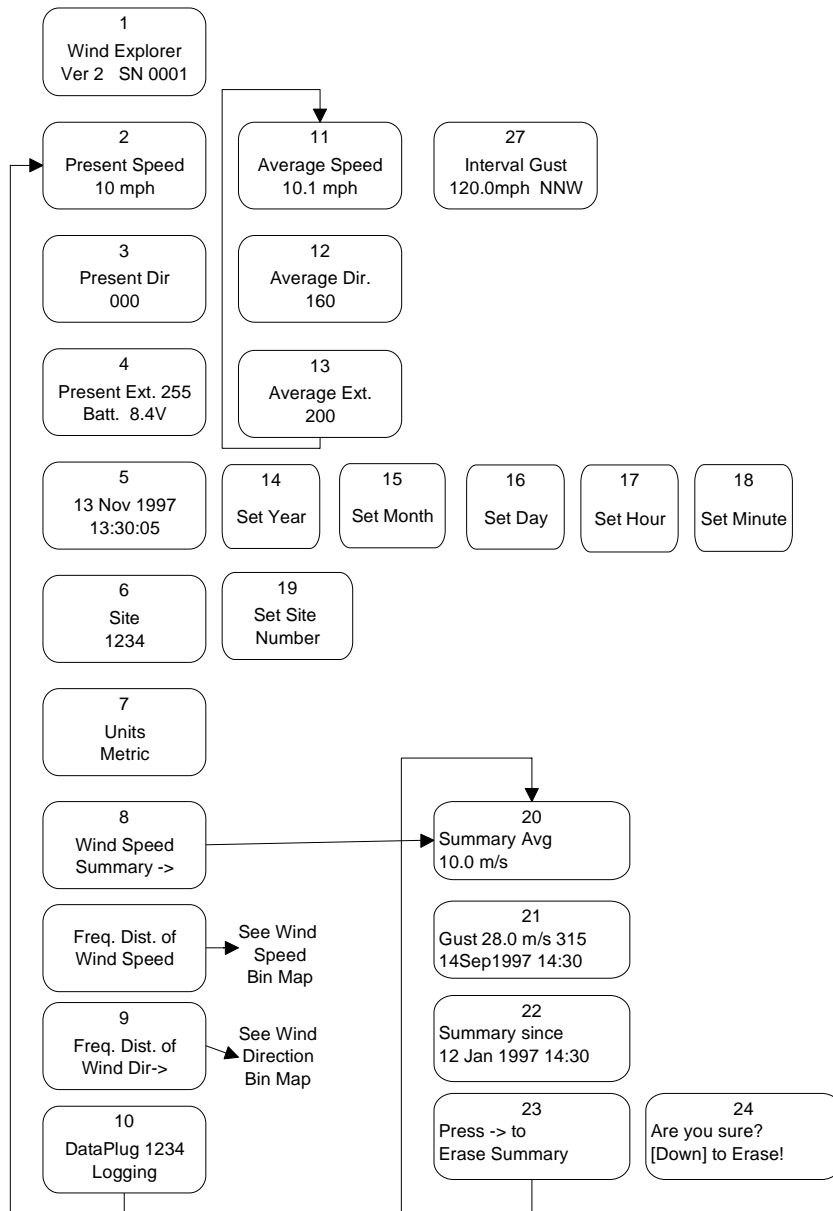 1
Wind Explorer
Ver 2 SN 0001
2
Present Speed
10 mph
11
Average Speed
10.1 mph
27
Interval Gust
120.0mph NNW
3
Present Dir
000
12
Average Dir.
160
4
Present Ext. 255
Batt. 8.4V
13
Average Ext.
200
5
13 Nov 1997
13:30:05
14
Set Year
15
Set Month
16
Set Day
17
Set Hour
18
Set Minute
6
Site
1234
19
Set Site
Number
7
Units
Metric
8
Wind Speed
Summary ->
20
Summary Avg
10.0 m/s
Freq. Dist. of
Wind Speed
See Wind
Speed
Bin Map
21
Gust 28.0 m/s 315
14Sep1997 14:30
9
Freq. Dist. of
Wind Dir->
See Wind
Direction
Bin Map
22
Summary since
12 Jan 1997 14:30
10
DataPlug 1234
Logging
23
Press -> to
Erase Summary
24
Are you sure?
[Down] to Erase!